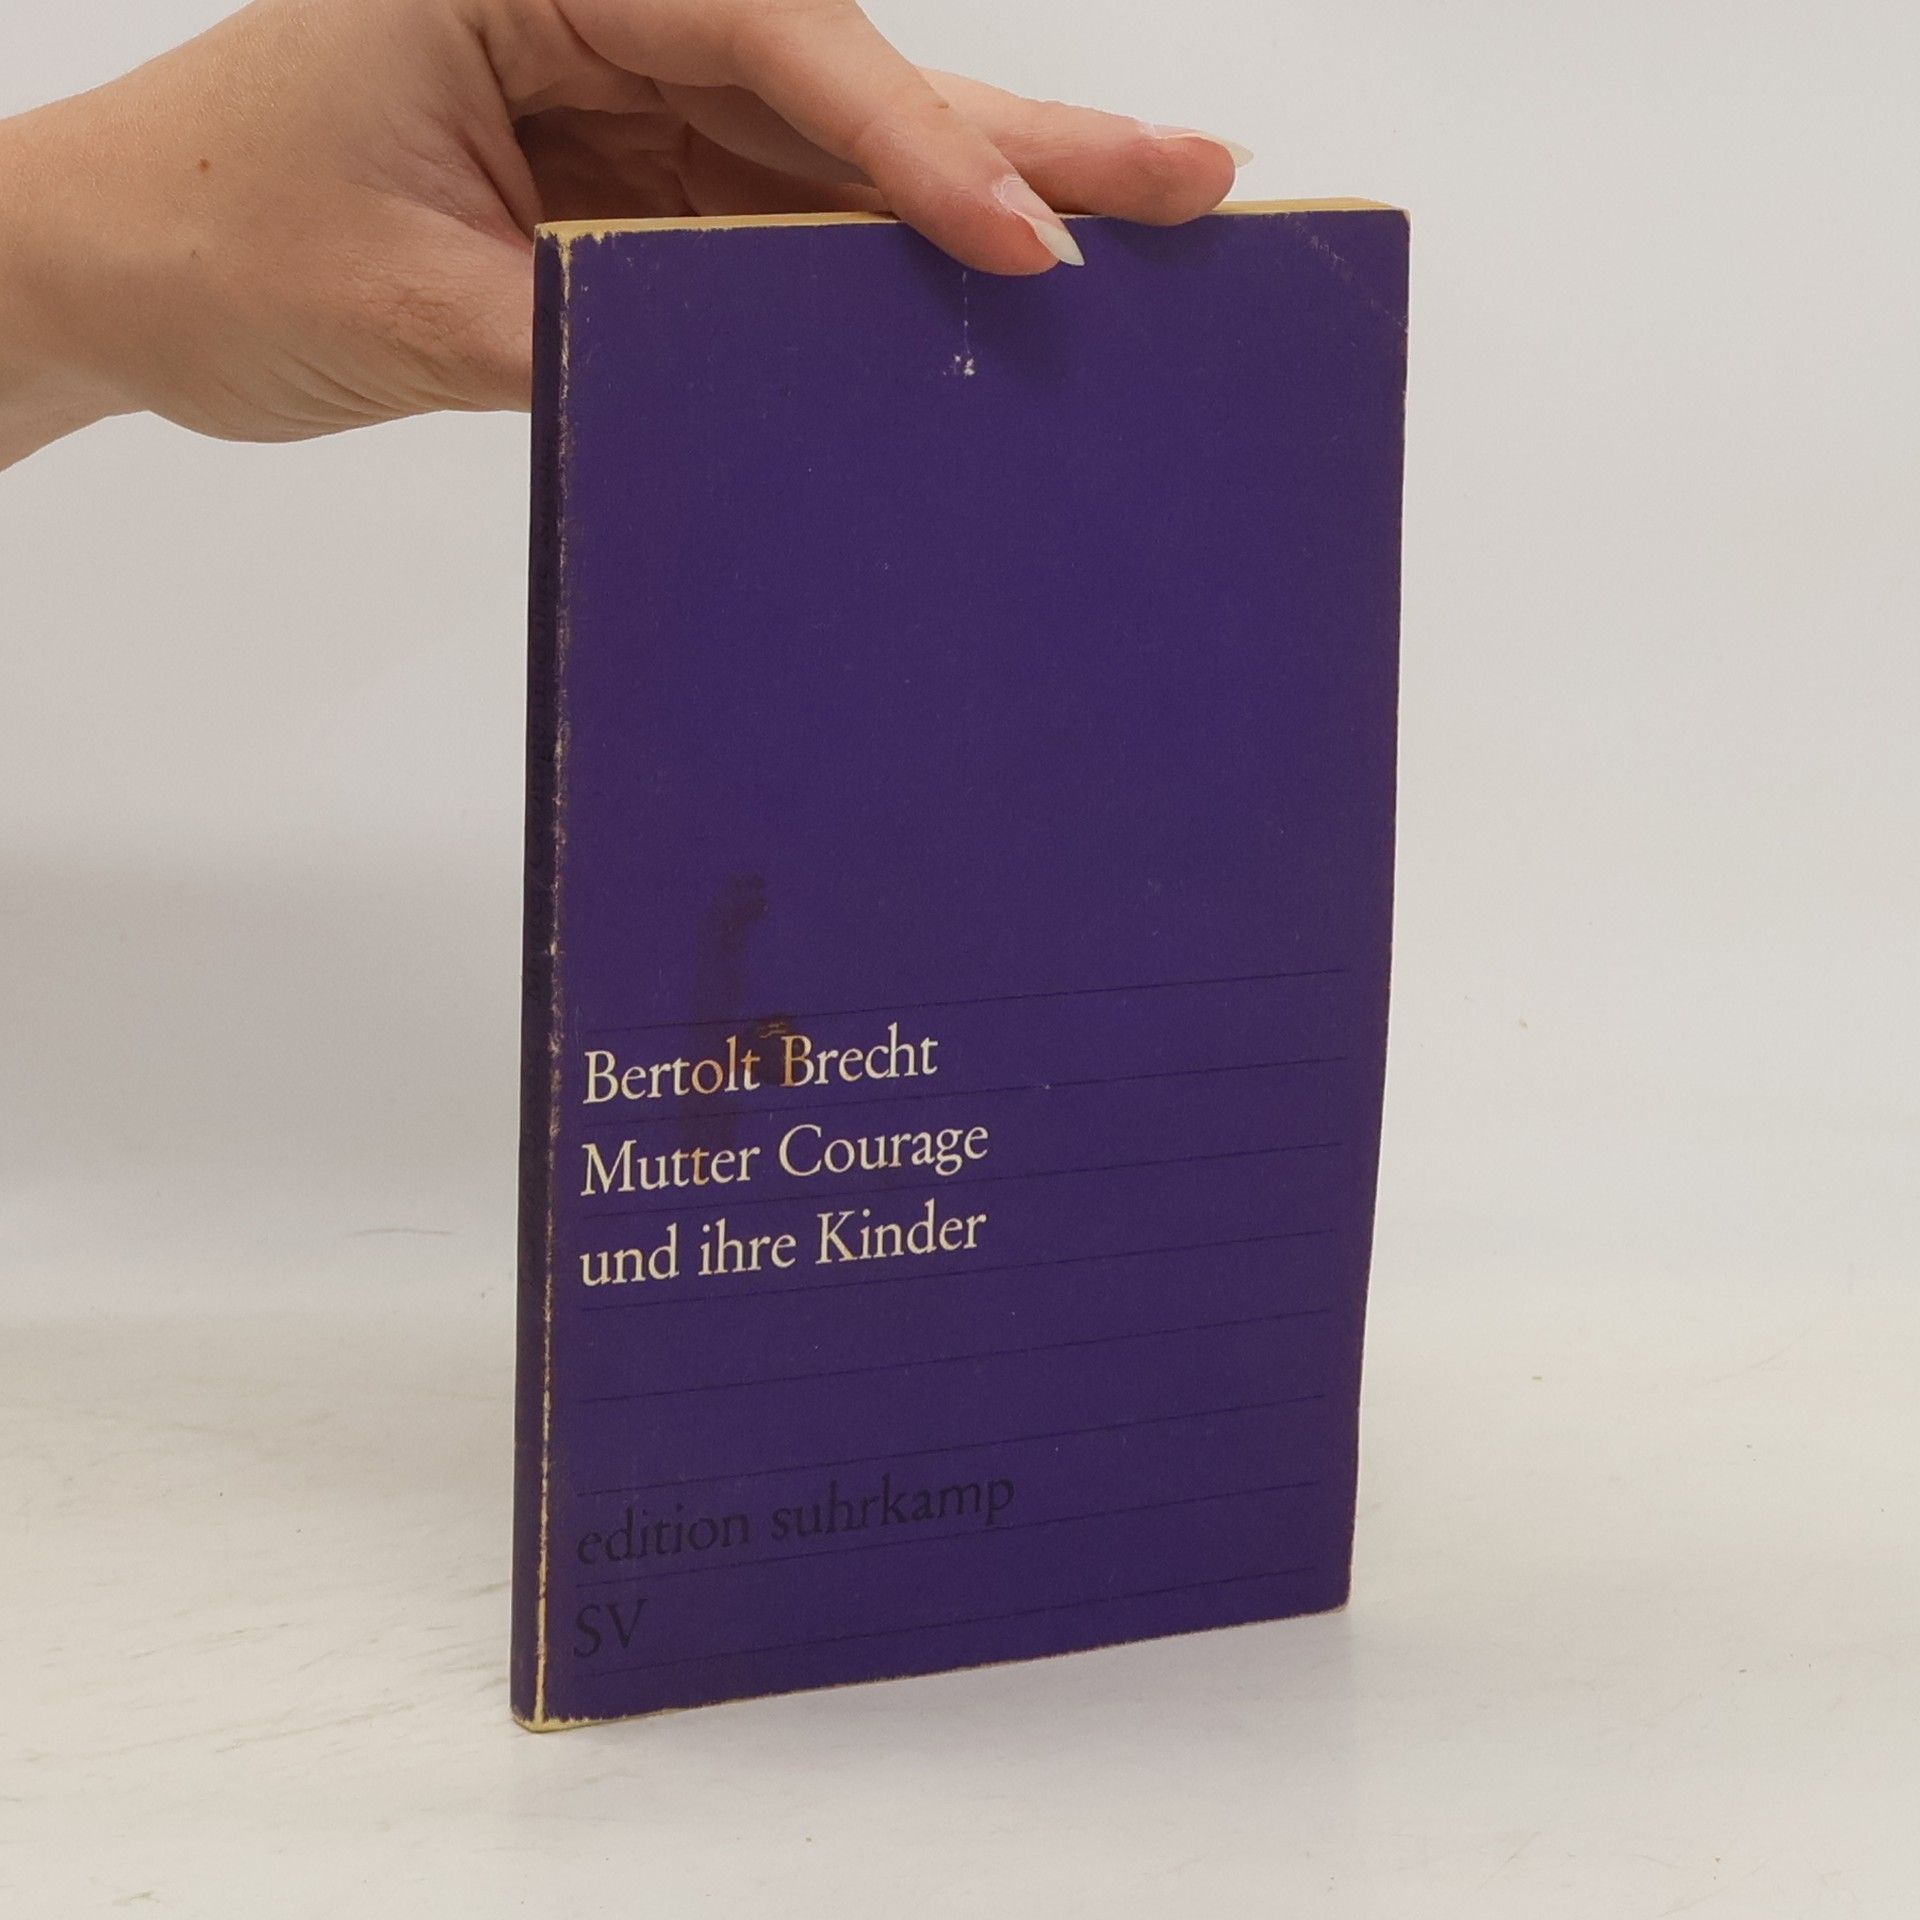 Bertolt Brecht
Mutter Courage
und ihre Kinder
edition suhrkamp
SV